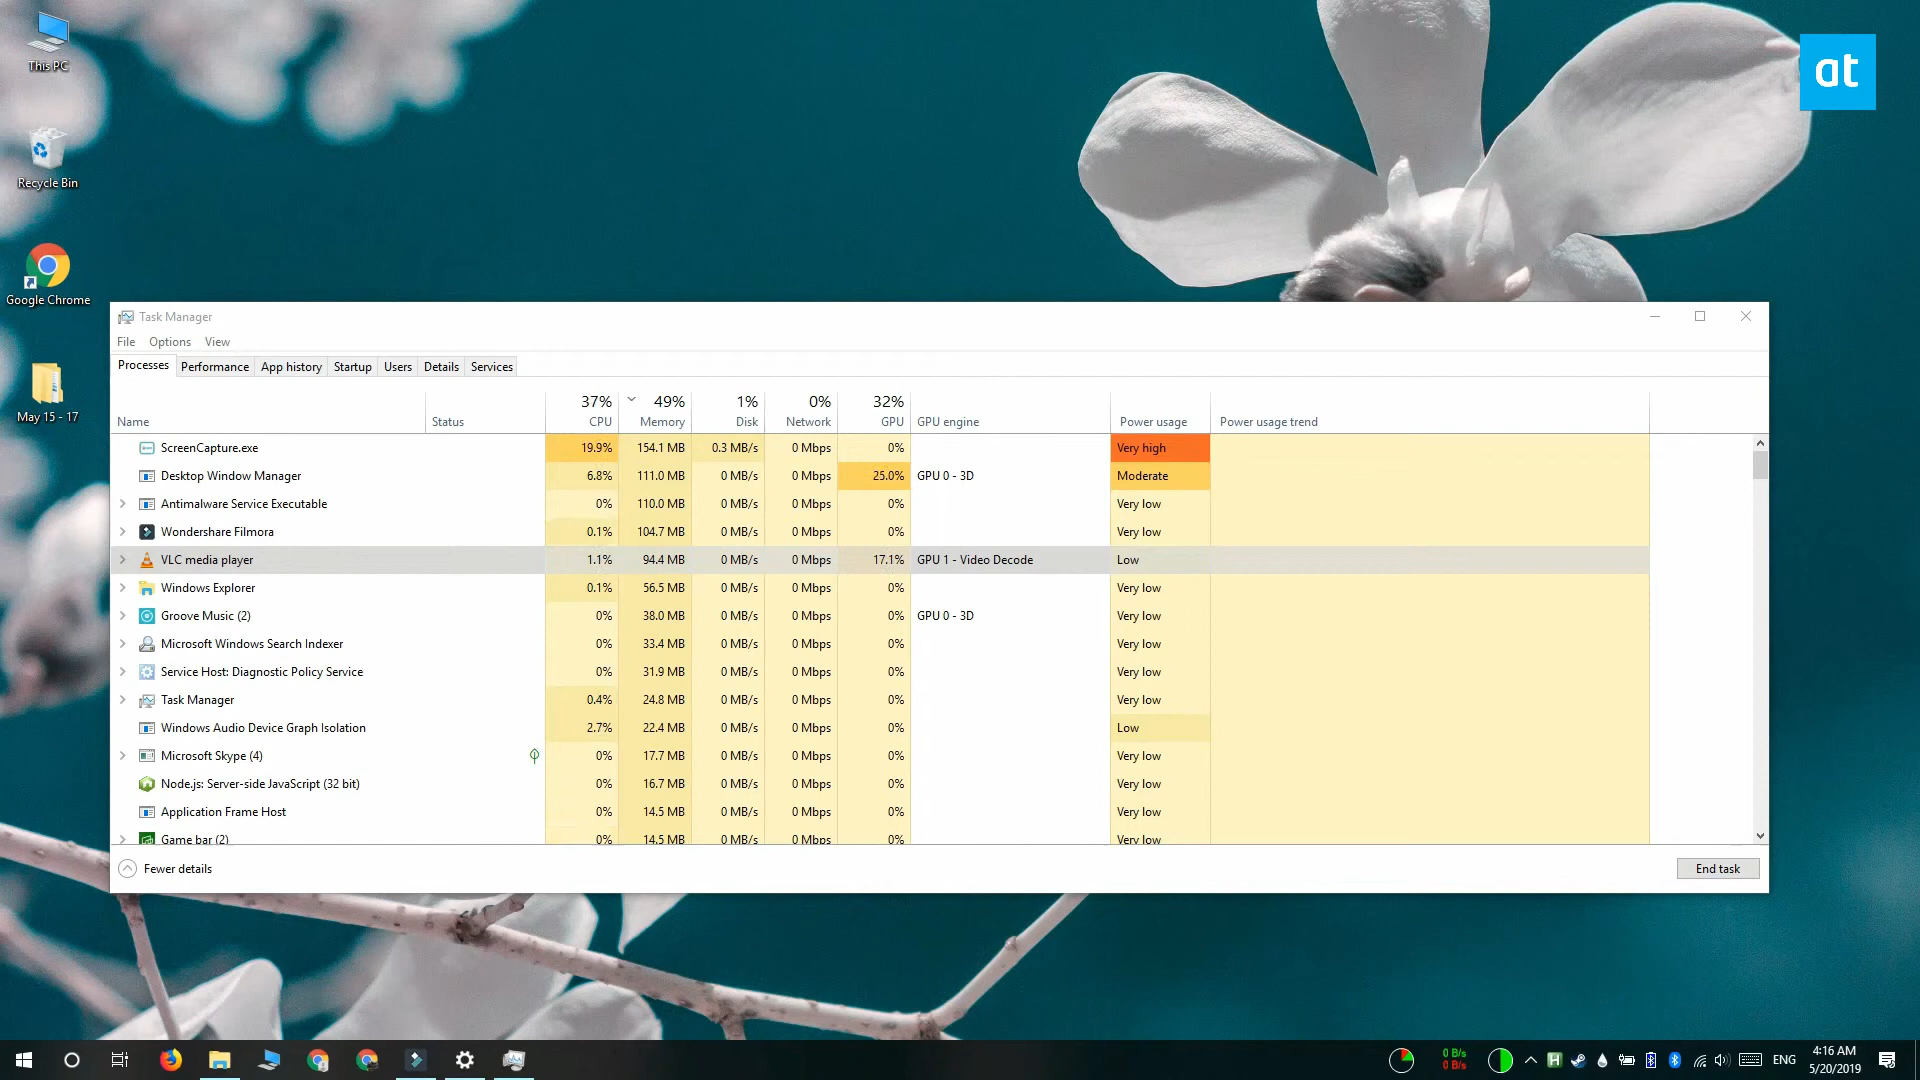 This PC
Recycle Bin
Google Chrome
May 15 - 17
at
Task Manager
File Options View
Processes Performance App history Startup Users Details Services
37% 49% 1% 0% 32%
Name Status CPU Memory Disk Network GPU GPU engine Power usage Power usage trend
ScreenCapture.exe 19.9% 154.1 MB 0.3 MB/s 0 Mbps 0% Very high
Desktop Window Manager 6.8% 111.0 MB 0 MB/s 0 Mbps 25.0% GPU 0 - 3D Moderate
Antimalware Service Executable 0% 110.0 MB 0 MB/s 0 Mbps 0% Very low
Wondershare Filmora 0.1% 104.7 MB 0 MB/s 0 Mbps 0% Very low
VLC media player 1.1% 94.4 MB 0 MB/s 0 Mbps 17.1% GPU 1 - Video Decode Low
Windows Explorer 0.1% 56.5 MB 0 MB/s 0 Mbps 0% Very low
Groove Music (2) 0% 38.0 MB 0 MB/s 0 Mbps 0% GPU 0 - 3D Very low
Microsoft Windows Search Indexer 0% 33.4 MB 0 MB/s 0 Mbps 0% Very low
Service Host: Diagnostic Policy Service 0% 31.9 MB 0 MB/s 0 Mbps 0% Very low
Task Manager 0.4% 24.8 MB 0 MB/s 0 Mbps 0% Very low
Windows Audio Device Graph Isolation 2.7% 22.4 MB 0 MB/s 0 Mbps 0% Low
Microsoft Skype (4) 0% 17.7 MB 0 MB/s 0 Mbps 0% Very low
Node.js: Server-side JavaScript (32 bit) 0% 16.7 MB 0 MB/s 0 Mbps 0% Very low
Application Frame Host 0% 14.5 MB 0 MB/s 0 Mbps 0% Very low
Game bar (2) 0% 14.5 MB 0 MB/s 0 Mbps 0% Very low
Fewer details End task
0 B/s
0 B/s
H
ENG
4:16 AM
5/20/2019